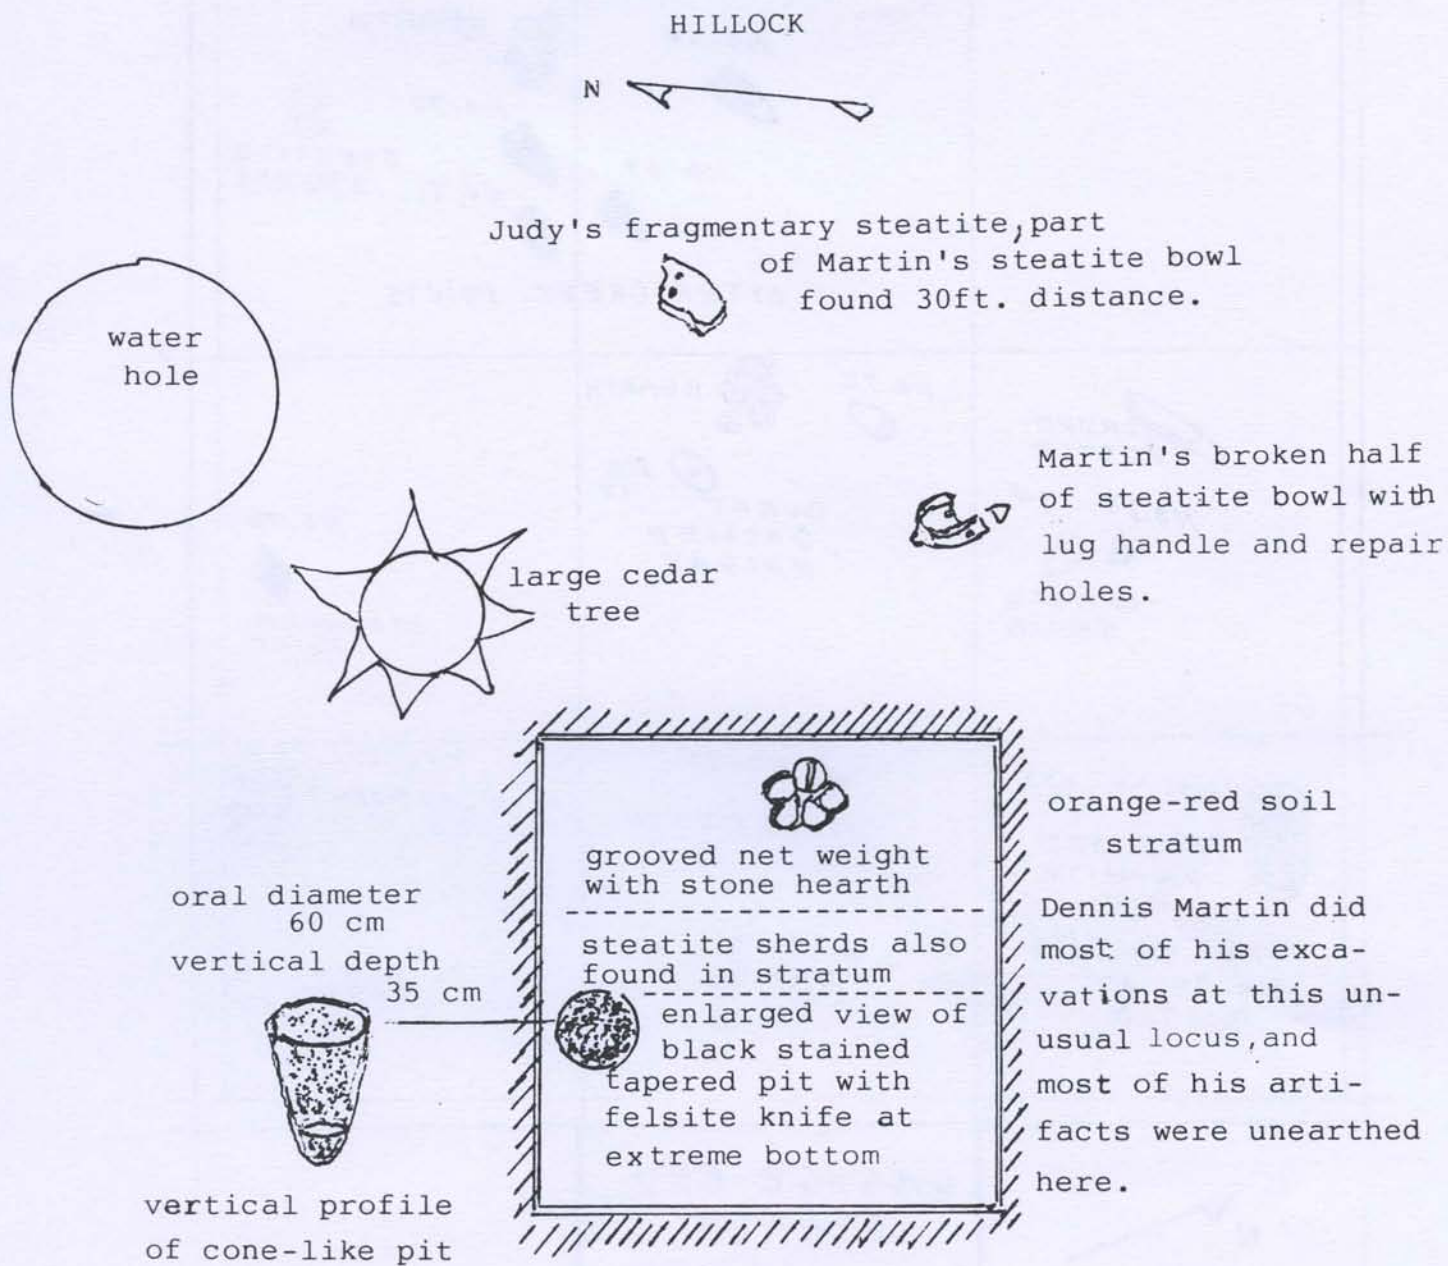 HILLOCK
N
Judy's fragmentary steatite, part
of Martin's steatite bowl
found 30ft. distance.
water
hole
Martin's broken half
of steatite bowl with
lug handle and repair
holes.
large cedar
tree
orange-red soil
stratum
grooved net weight
with stone hearth
oral diameter
60 cm
vertical depth
35 cm
steatite sherds also
found in stratum
enlarged view of
black stained
tapered pit with
felsite knife at
extreme bottom
Dennis Martin did
most of his exca-
vations at this un-
usual locus, and
most of his arti-
facts were unearthed
here.
vertical profile
of cone-like pit